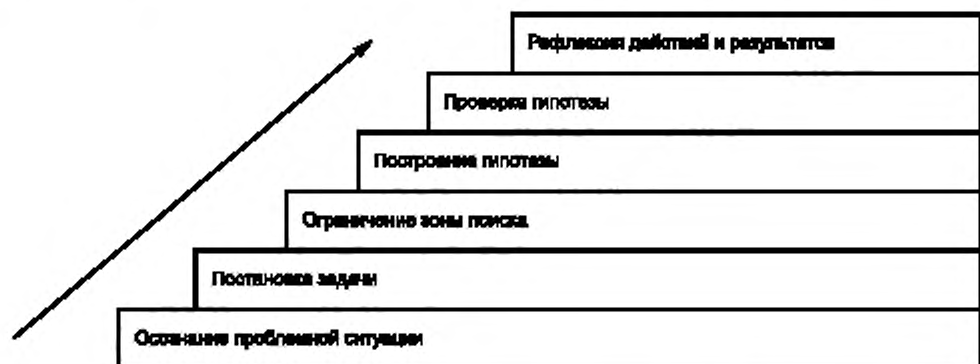 Рефлексия действий и результатов
Проверка гипотезы
Построение гипотезы
Ограничение зоны поиска
Постановка задачи
Осознание проблемной ситуации